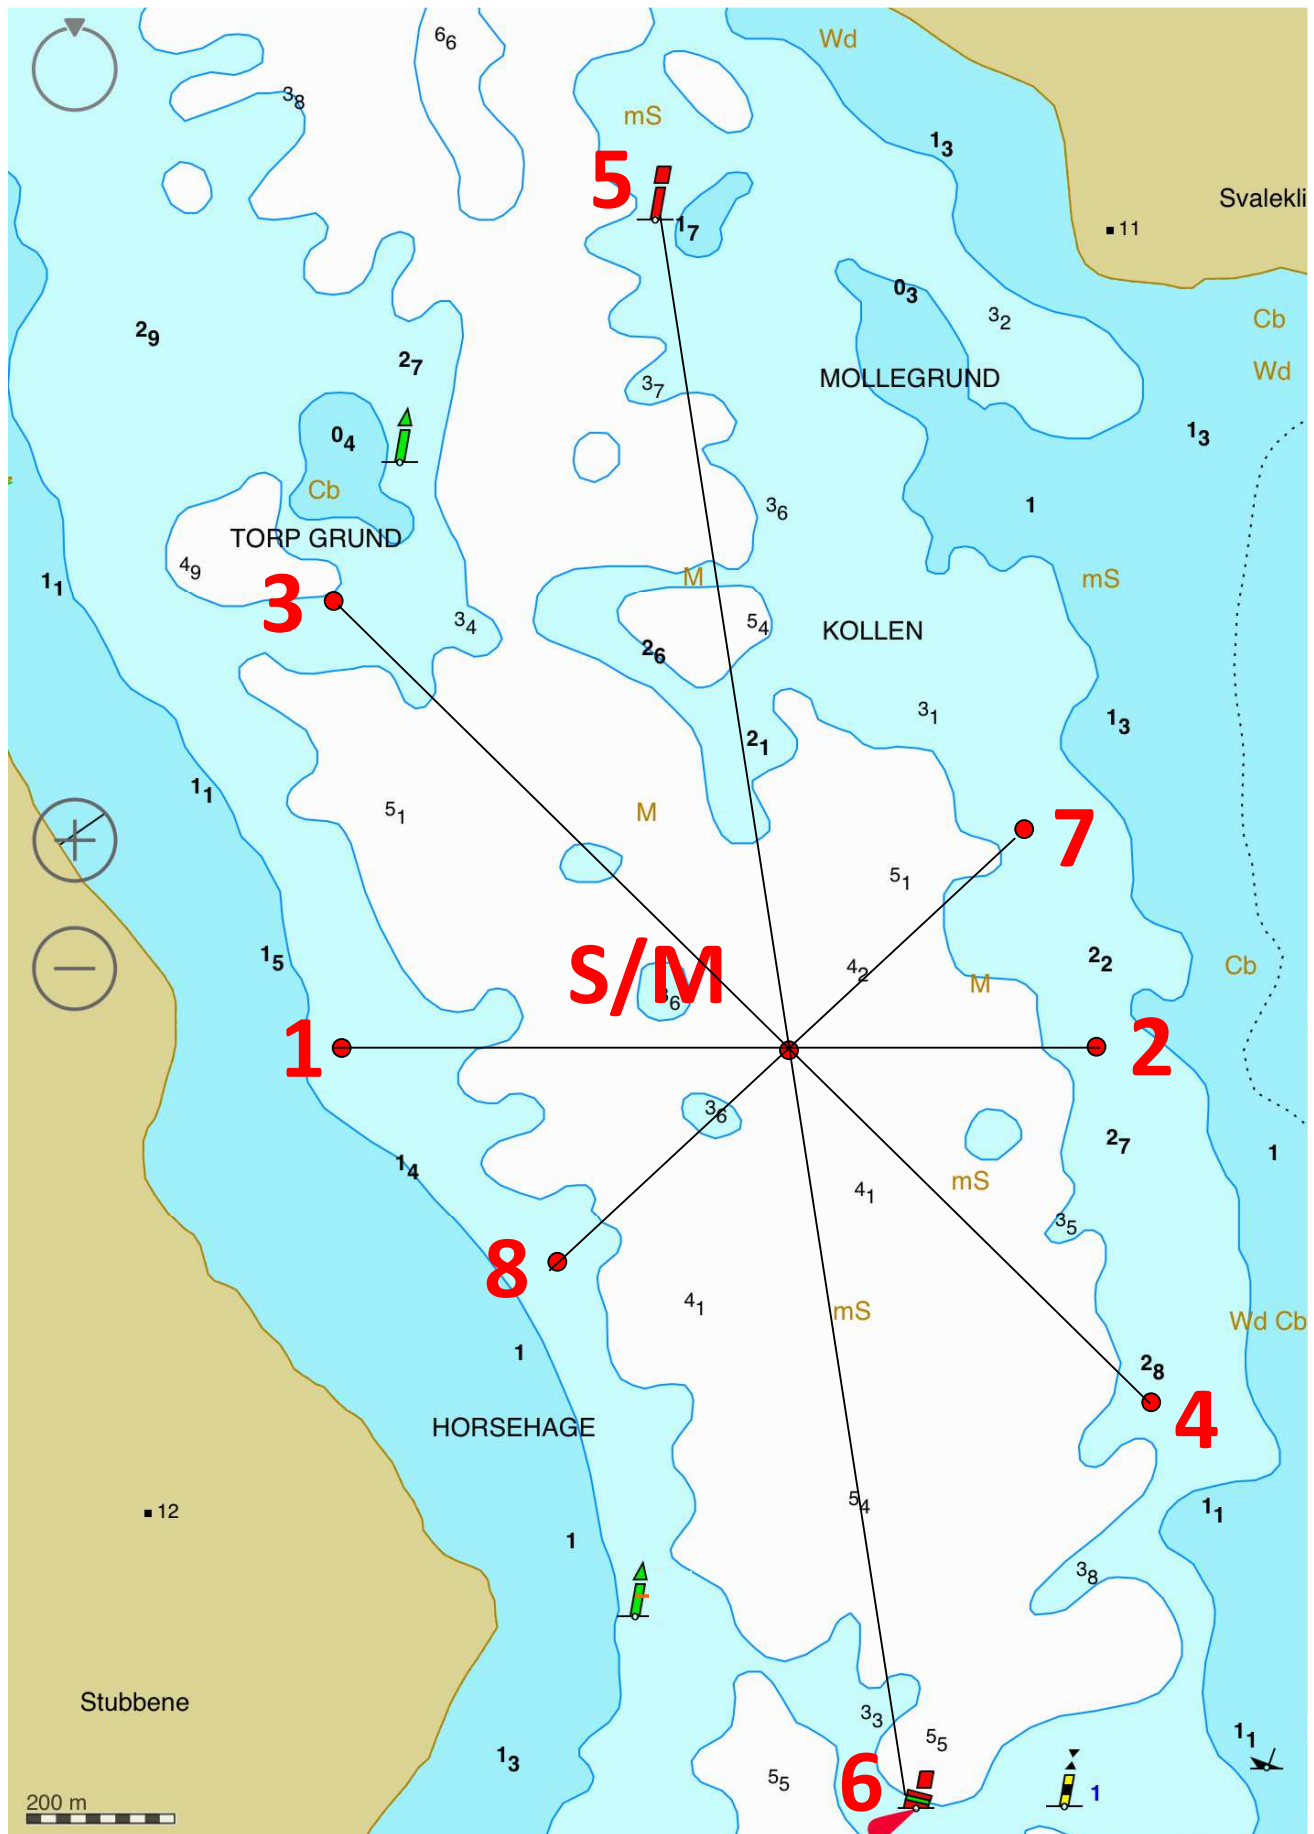 6₆
Wd
3₈
mS
1₃
5
Svalekli
1₇
11
0₃
3₂
Cb
2₉
2₇
Wd
3₇
MOLLEGRUND
0₄
1₃
Cb
3₆
1
TORP GRUND
4₉
M
mS
1₁
3
3₄
5₄
KOLLEN
2₆
3₁
1₃
2₁
1₁
5₁
M
7
5₁
1₅
S/M
4₂
2₂
Cb
3₆
M
1
2
3₆
2₇
1
1₄
mS
4₁
3₅
8
4₁
mS
Wd Cb
1
2₈
HORSEHAGE
4
12
5₄
1₁
1
3₈
Stubbene
3₃
5₅
1₁
1₃
5₅
6
1
200 m